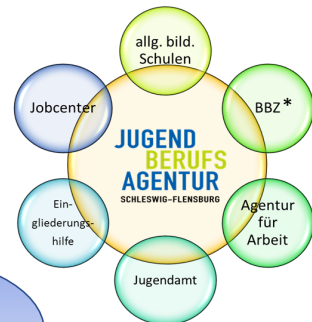 allg. bild.
Schulen
Jobcenter
BBZ*
JUGEND
BERUFS
AGENTUR
SCHLESWIG-FLENSBURG
Ein-
gliederungs-
hilfe
Agentur
für
Arbeit
Jugendamt